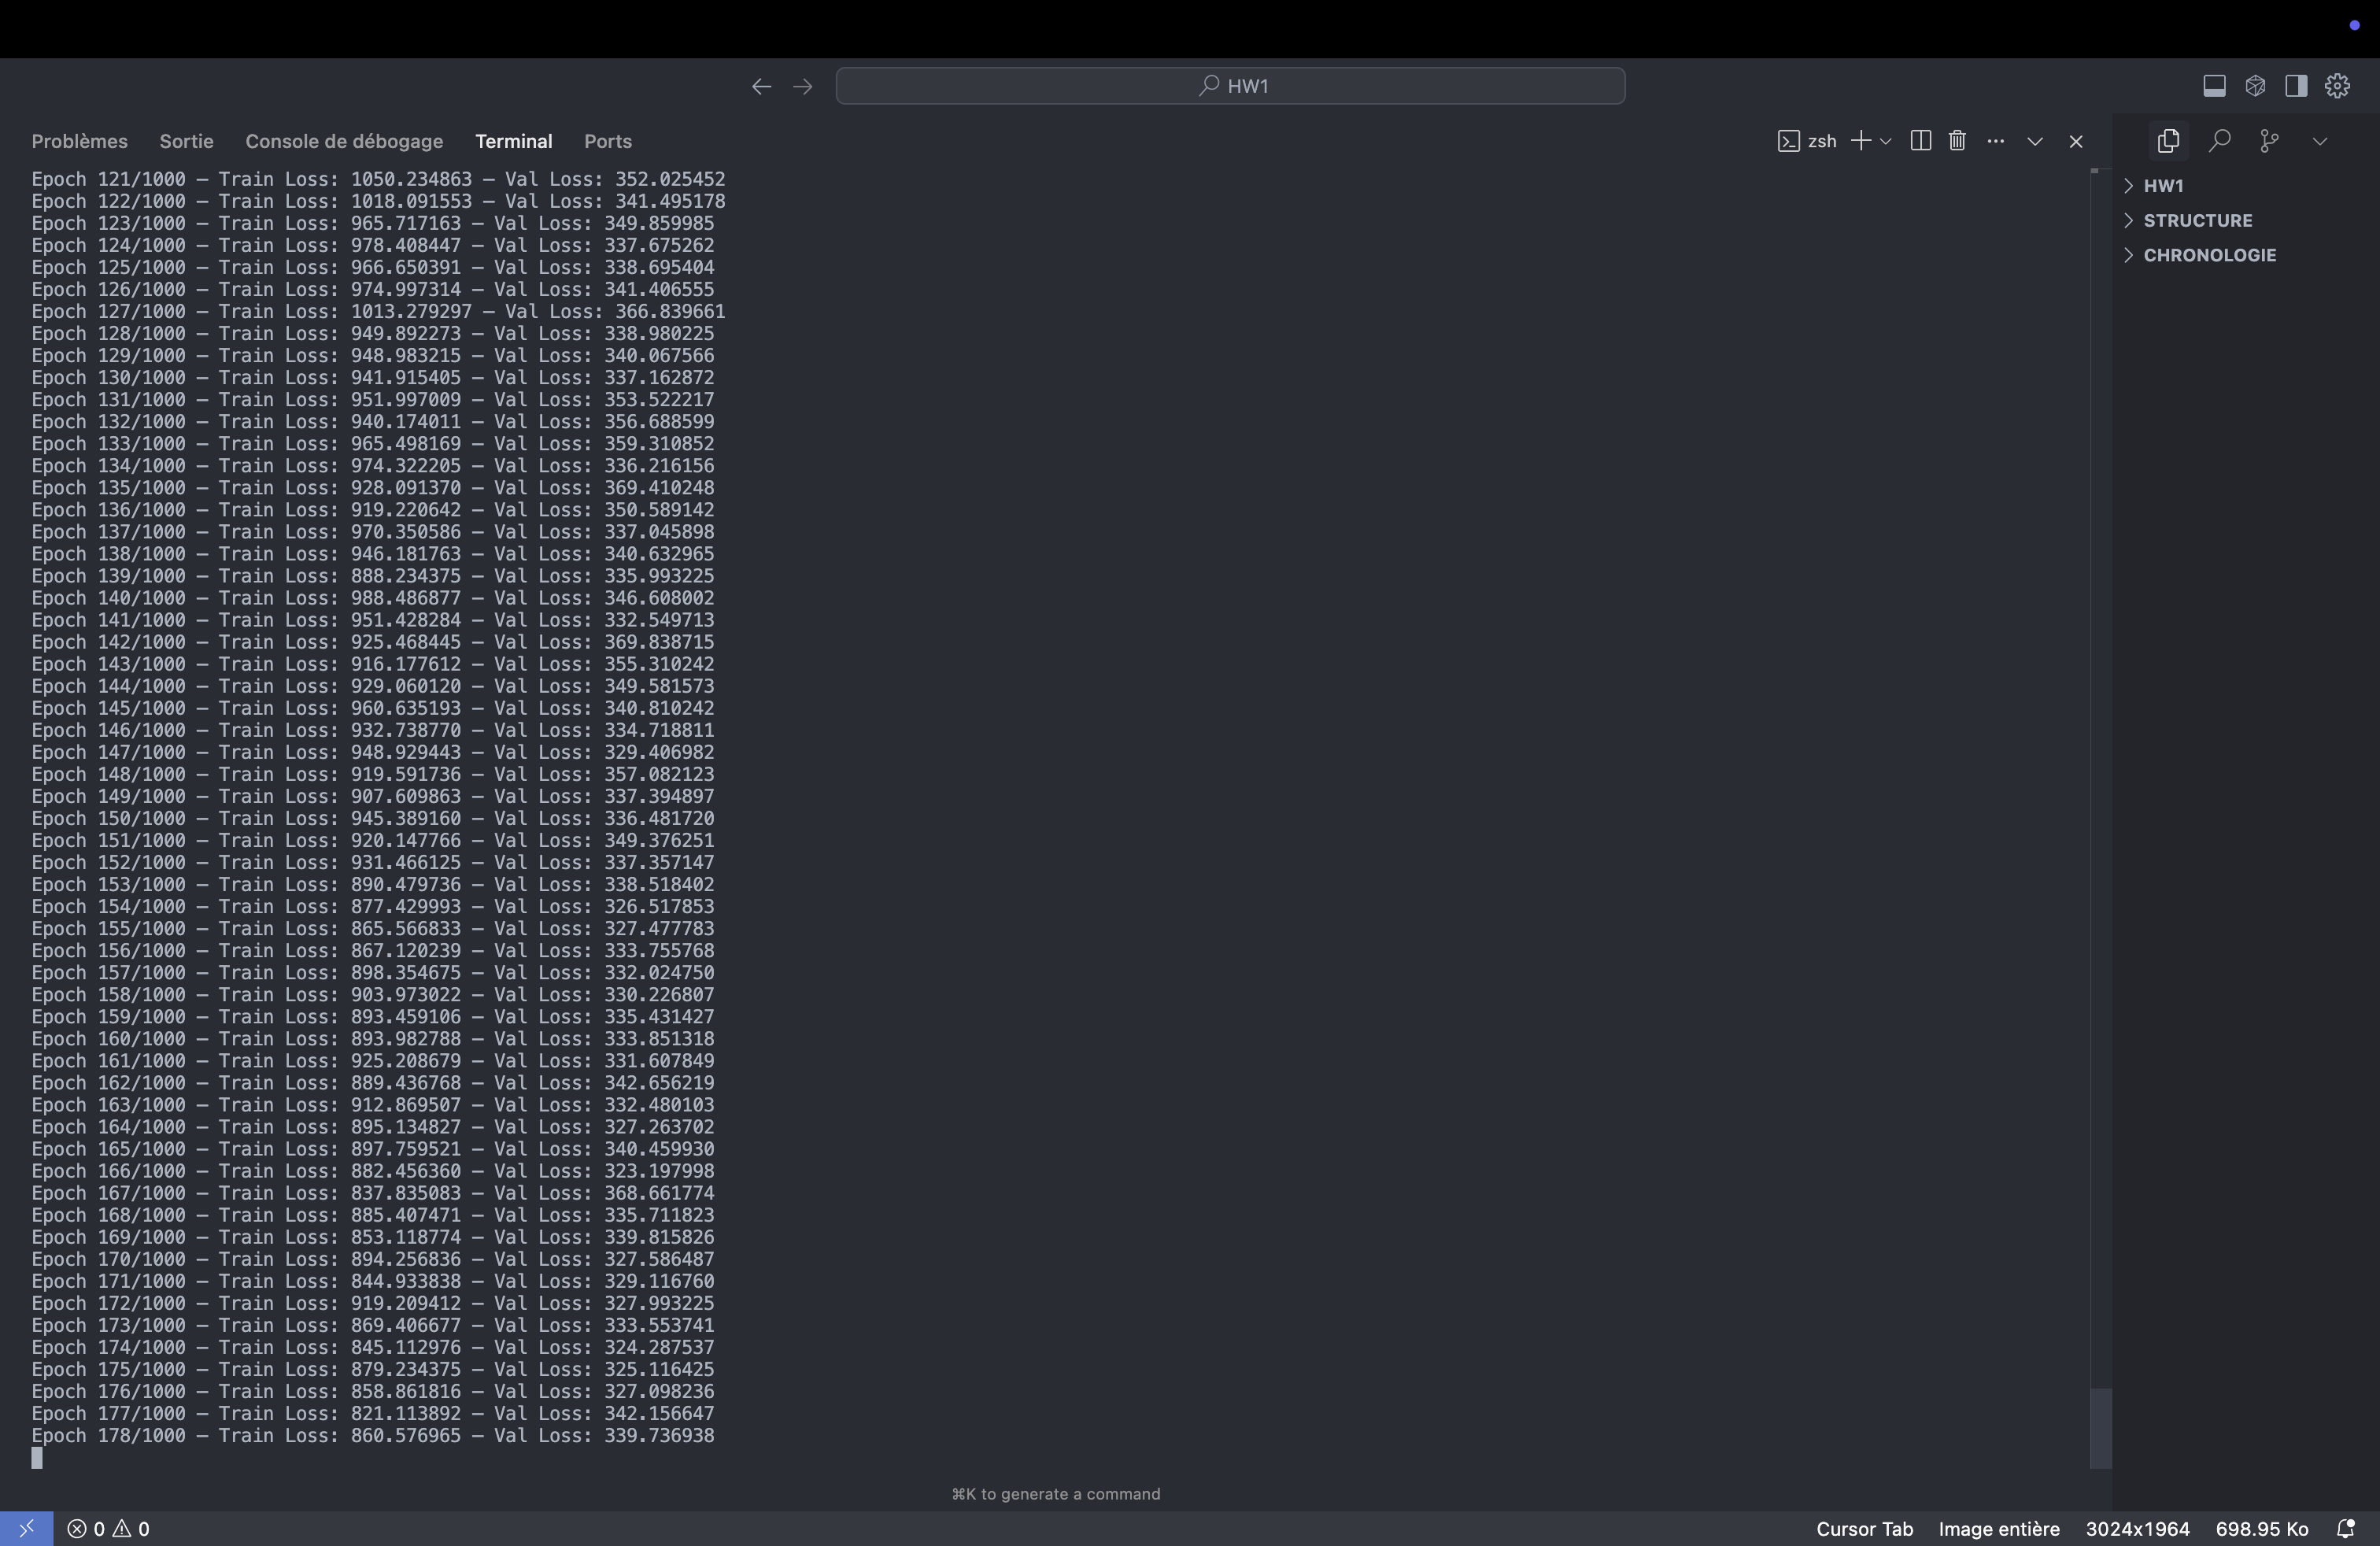 HW1
Problèmes Sortie Console de débogage Terminal Ports zsh
Epoch 121/1000 – Train Loss: 1050.234863 – Val Loss: 352.025452
Epoch 122/1000 – Train Loss: 1018.091553 – Val Loss: 341.495178
Epoch 123/1000 – Train Loss: 965.717163 – Val Loss: 349.859985
Epoch 124/1000 – Train Loss: 978.408447 – Val Loss: 337.675262
Epoch 125/1000 – Train Loss: 966.650391 – Val Loss: 338.695404
Epoch 126/1000 – Train Loss: 974.997314 – Val Loss: 341.406555
Epoch 127/1000 – Train Loss: 1013.279297 – Val Loss: 366.839661
Epoch 128/1000 – Train Loss: 949.892273 – Val Loss: 338.980225
Epoch 129/1000 – Train Loss: 948.983215 – Val Loss: 340.067566
Epoch 130/1000 – Train Loss: 941.915405 – Val Loss: 337.162872
Epoch 131/1000 – Train Loss: 951.997009 – Val Loss: 353.522217
Epoch 132/1000 – Train Loss: 940.174011 – Val Loss: 356.688599
Epoch 133/1000 – Train Loss: 965.498169 – Val Loss: 359.310852
Epoch 134/1000 – Train Loss: 974.322205 – Val Loss: 336.216156
Epoch 135/1000 – Train Loss: 928.091370 – Val Loss: 369.410248
Epoch 136/1000 – Train Loss: 919.220642 – Val Loss: 350.589142
Epoch 137/1000 – Train Loss: 970.350586 – Val Loss: 337.045898
Epoch 138/1000 – Train Loss: 946.181763 – Val Loss: 340.632965
Epoch 139/1000 – Train Loss: 888.234375 – Val Loss: 335.993225
Epoch 140/1000 – Train Loss: 988.486877 – Val Loss: 346.608002
Epoch 141/1000 – Train Loss: 951.428284 – Val Loss: 332.549713
Epoch 142/1000 – Train Loss: 925.468445 – Val Loss: 369.838715
Epoch 143/1000 – Train Loss: 916.177612 – Val Loss: 355.310242
Epoch 144/1000 – Train Loss: 929.060120 – Val Loss: 349.581573
Epoch 145/1000 – Train Loss: 960.635193 – Val Loss: 340.810242
Epoch 146/1000 – Train Loss: 932.738770 – Val Loss: 334.718811
Epoch 147/1000 – Train Loss: 948.929443 – Val Loss: 329.406982
Epoch 148/1000 – Train Loss: 919.591736 – Val Loss: 357.082123
Epoch 149/1000 – Train Loss: 907.609863 – Val Loss: 337.394897
Epoch 150/1000 – Train Loss: 945.389160 – Val Loss: 336.481720
Epoch 151/1000 – Train Loss: 920.147766 – Val Loss: 349.376251
Epoch 152/1000 – Train Loss: 931.466125 – Val Loss: 337.357147
Epoch 153/1000 – Train Loss: 890.479736 – Val Loss: 338.518402
Epoch 154/1000 – Train Loss: 877.429993 – Val Loss: 326.517853
Epoch 155/1000 – Train Loss: 865.566833 – Val Loss: 327.477783
Epoch 156/1000 – Train Loss: 867.120239 – Val Loss: 333.755768
Epoch 157/1000 – Train Loss: 898.354675 – Val Loss: 332.024750
Epoch 158/1000 – Train Loss: 903.973022 – Val Loss: 330.226807
Epoch 159/1000 – Train Loss: 893.459106 – Val Loss: 335.431427
Epoch 160/1000 – Train Loss: 893.982788 – Val Loss: 333.851318
Epoch 161/1000 – Train Loss: 925.208679 – Val Loss: 331.607849
Epoch 162/1000 – Train Loss: 889.436768 – Val Loss: 342.656219
Epoch 163/1000 – Train Loss: 912.869507 – Val Loss: 332.480103
Epoch 164/1000 – Train Loss: 895.134827 – Val Loss: 327.263702
Epoch 165/1000 – Train Loss: 897.759521 – Val Loss: 340.459930
Epoch 166/1000 – Train Loss: 882.456360 – Val Loss: 323.197998
Epoch 167/1000 – Train Loss: 837.835083 – Val Loss: 368.661774
Epoch 168/1000 – Train Loss: 885.407471 – Val Loss: 335.711823
Epoch 169/1000 – Train Loss: 853.118774 – Val Loss: 339.815826
Epoch 170/1000 – Train Loss: 894.256836 – Val Loss: 327.586487
Epoch 171/1000 – Train Loss: 844.933838 – Val Loss: 329.116760
Epoch 172/1000 – Train Loss: 919.209412 – Val Loss: 327.993225
Epoch 173/1000 – Train Loss: 869.406677 – Val Loss: 333.553741
Epoch 174/1000 – Train Loss: 845.112976 – Val Loss: 324.287537
Epoch 175/1000 – Train Loss: 879.234375 – Val Loss: 325.116425
Epoch 176/1000 – Train Loss: 858.861816 – Val Loss: 327.098236
Epoch 177/1000 – Train Loss: 821.113892 – Val Loss: 342.156647
Epoch 178/1000 – Train Loss: 860.576965 – Val Loss: 339.736938
⌘K to generate a command
HW1
STRUCTURE
CHRONOLOGIE
0 0 Cursor Tab Image entière 3024x1964 698.95 Ko